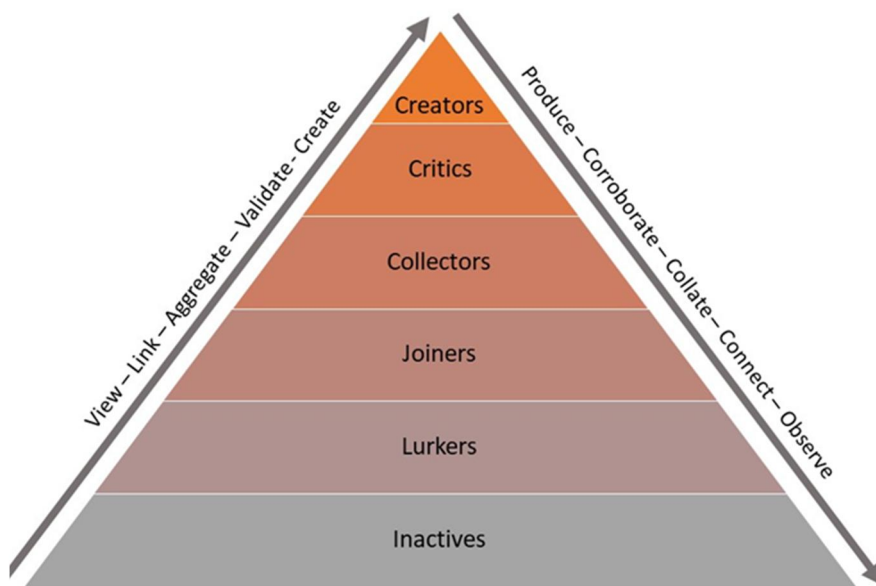 View – Link – Aggregate – Validate - Create
Produce – Corroborate – Collate – Connect – Observe
Creators
Critics
Collectors
Joiners
Lurkers
Inactives